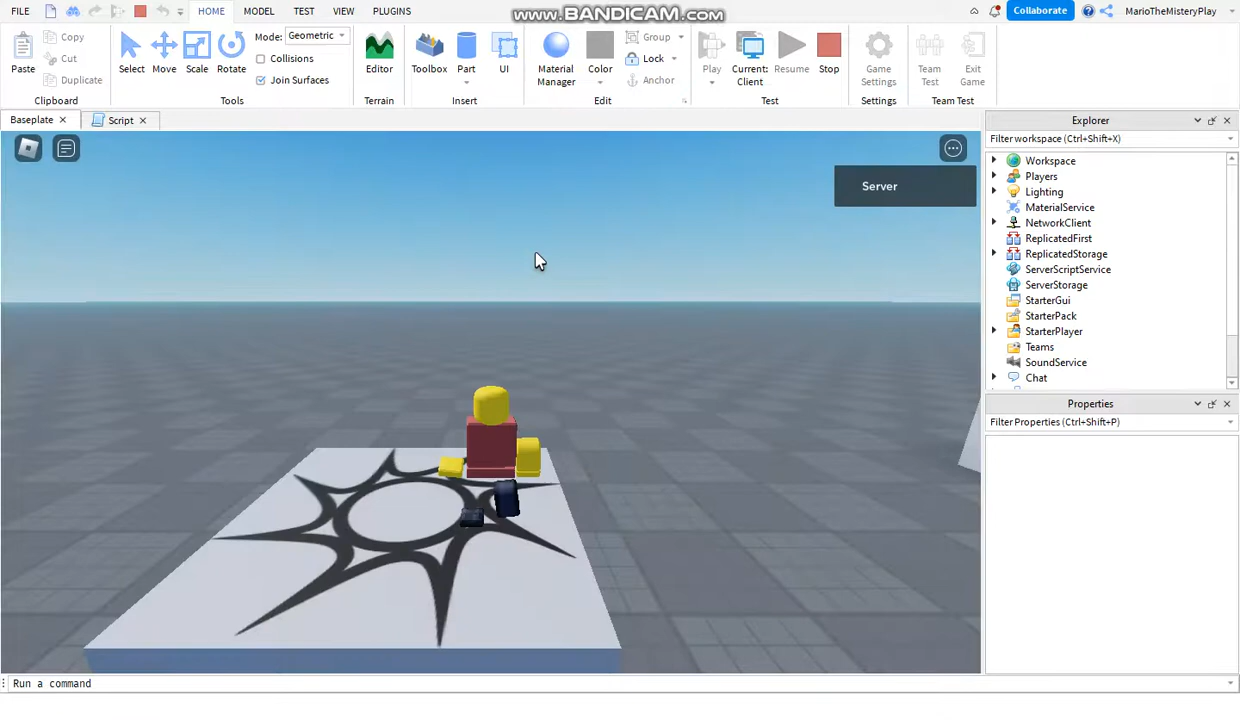 www.BANDICAM.com
FILE HOME MODEL TEST VIEW PLUGINS Collaborate MarioTheMisteryPlay
Paste Copy Cut Duplicate Clipboard
Select Move Scale Rotate Mode: Geometric Collisions Join Surfaces Tools
Editor Terrain
Toolbox Part UI Insert
Material Manager Color Group Lock Anchor Edit
Play Current: Client Resume Stop Test
Game Settings Settings
Team Test Exit Game Team Test
Baseplate Script
Server
Explorer
Filter workspace (Ctrl+Shift+X)
Workspace
Players
Lighting
MaterialService
NetworkClient
ReplicatedFirst
ReplicatedStorage
ServerScriptService
ServerStorage
StarterGui
StarterPack
StarterPlayer
Teams
SoundService
Chat
Properties
Filter Properties (Ctrl+Shift+P)
Run a command